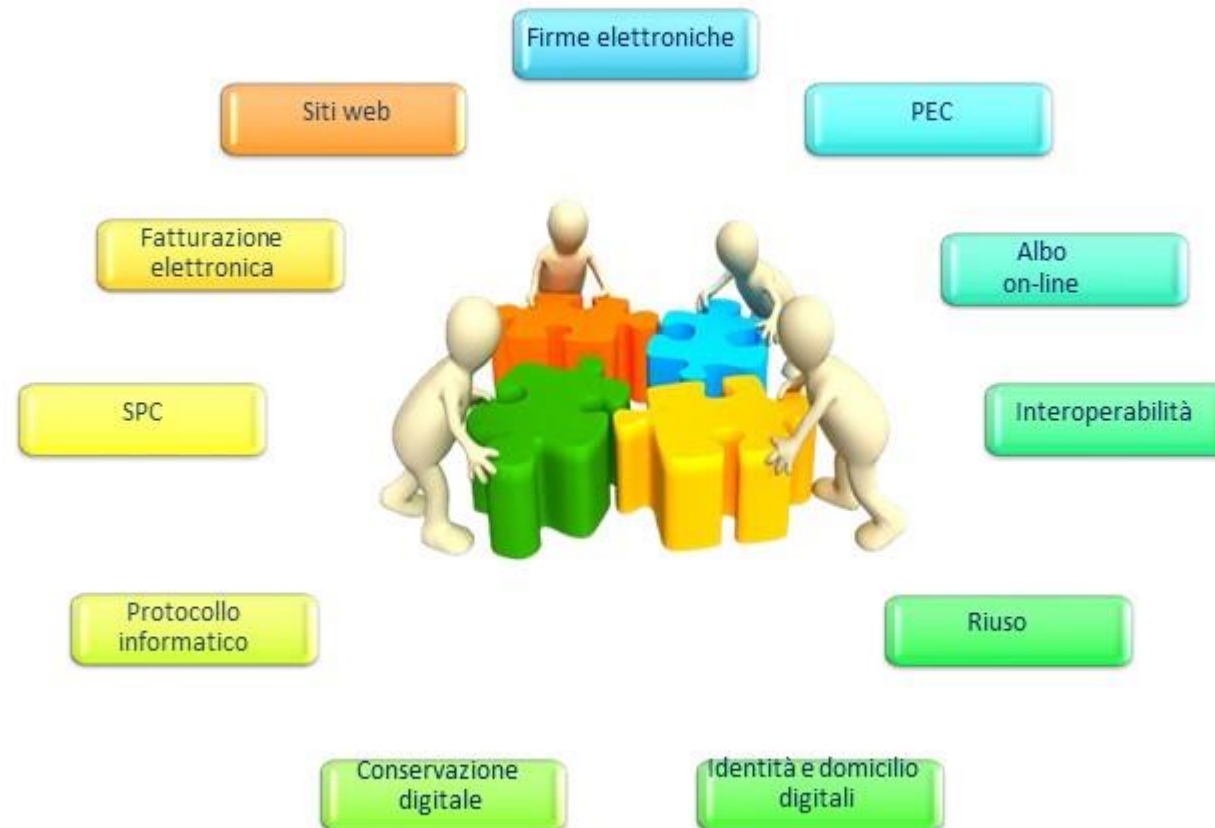 Firme elettroniche
Siti web
PEC
Fatturazione
elettronica
Albo
on-line
SPC
Interoperabilità
Protocollo
informatico
Riuso
Conservazione
digitale
Identità e domicilio
digitali